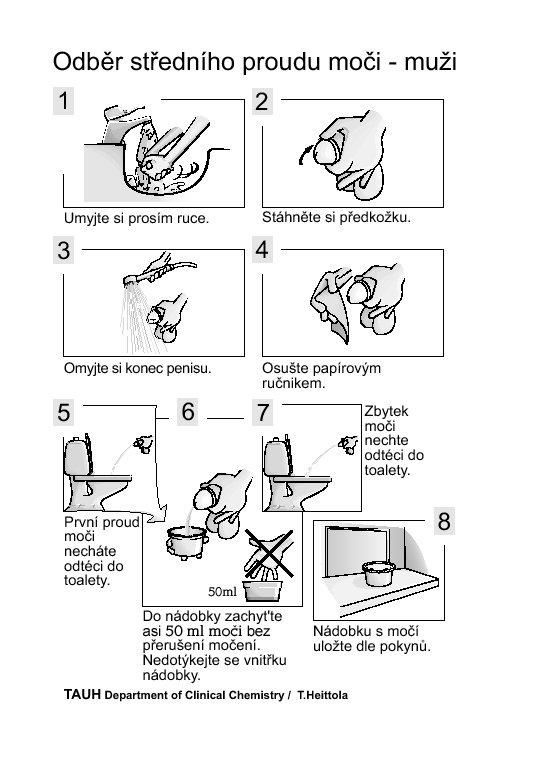 Odběr středního proudu moči - muži
1
Umyjte si prosím ruce.
2
Stáhněte si předkožku.
3
Omyjte si konec penisu.
4
Osušte papírovým
ručnikem.
5
První proud
moči
necháte
odtéci do
toalety.
6
50ml
Do nádobky zachyt'te
asi 50 ml moči bez
přerušení močení.
Nedotýkejte se vnitřku
nádobky.
7
Zbytek
moči
nechte
odtéci do
toalety.
8
Nádobku s močí
uložte dle pokynů.
TAUH Department of Clinical Chemistry / T.Heittola